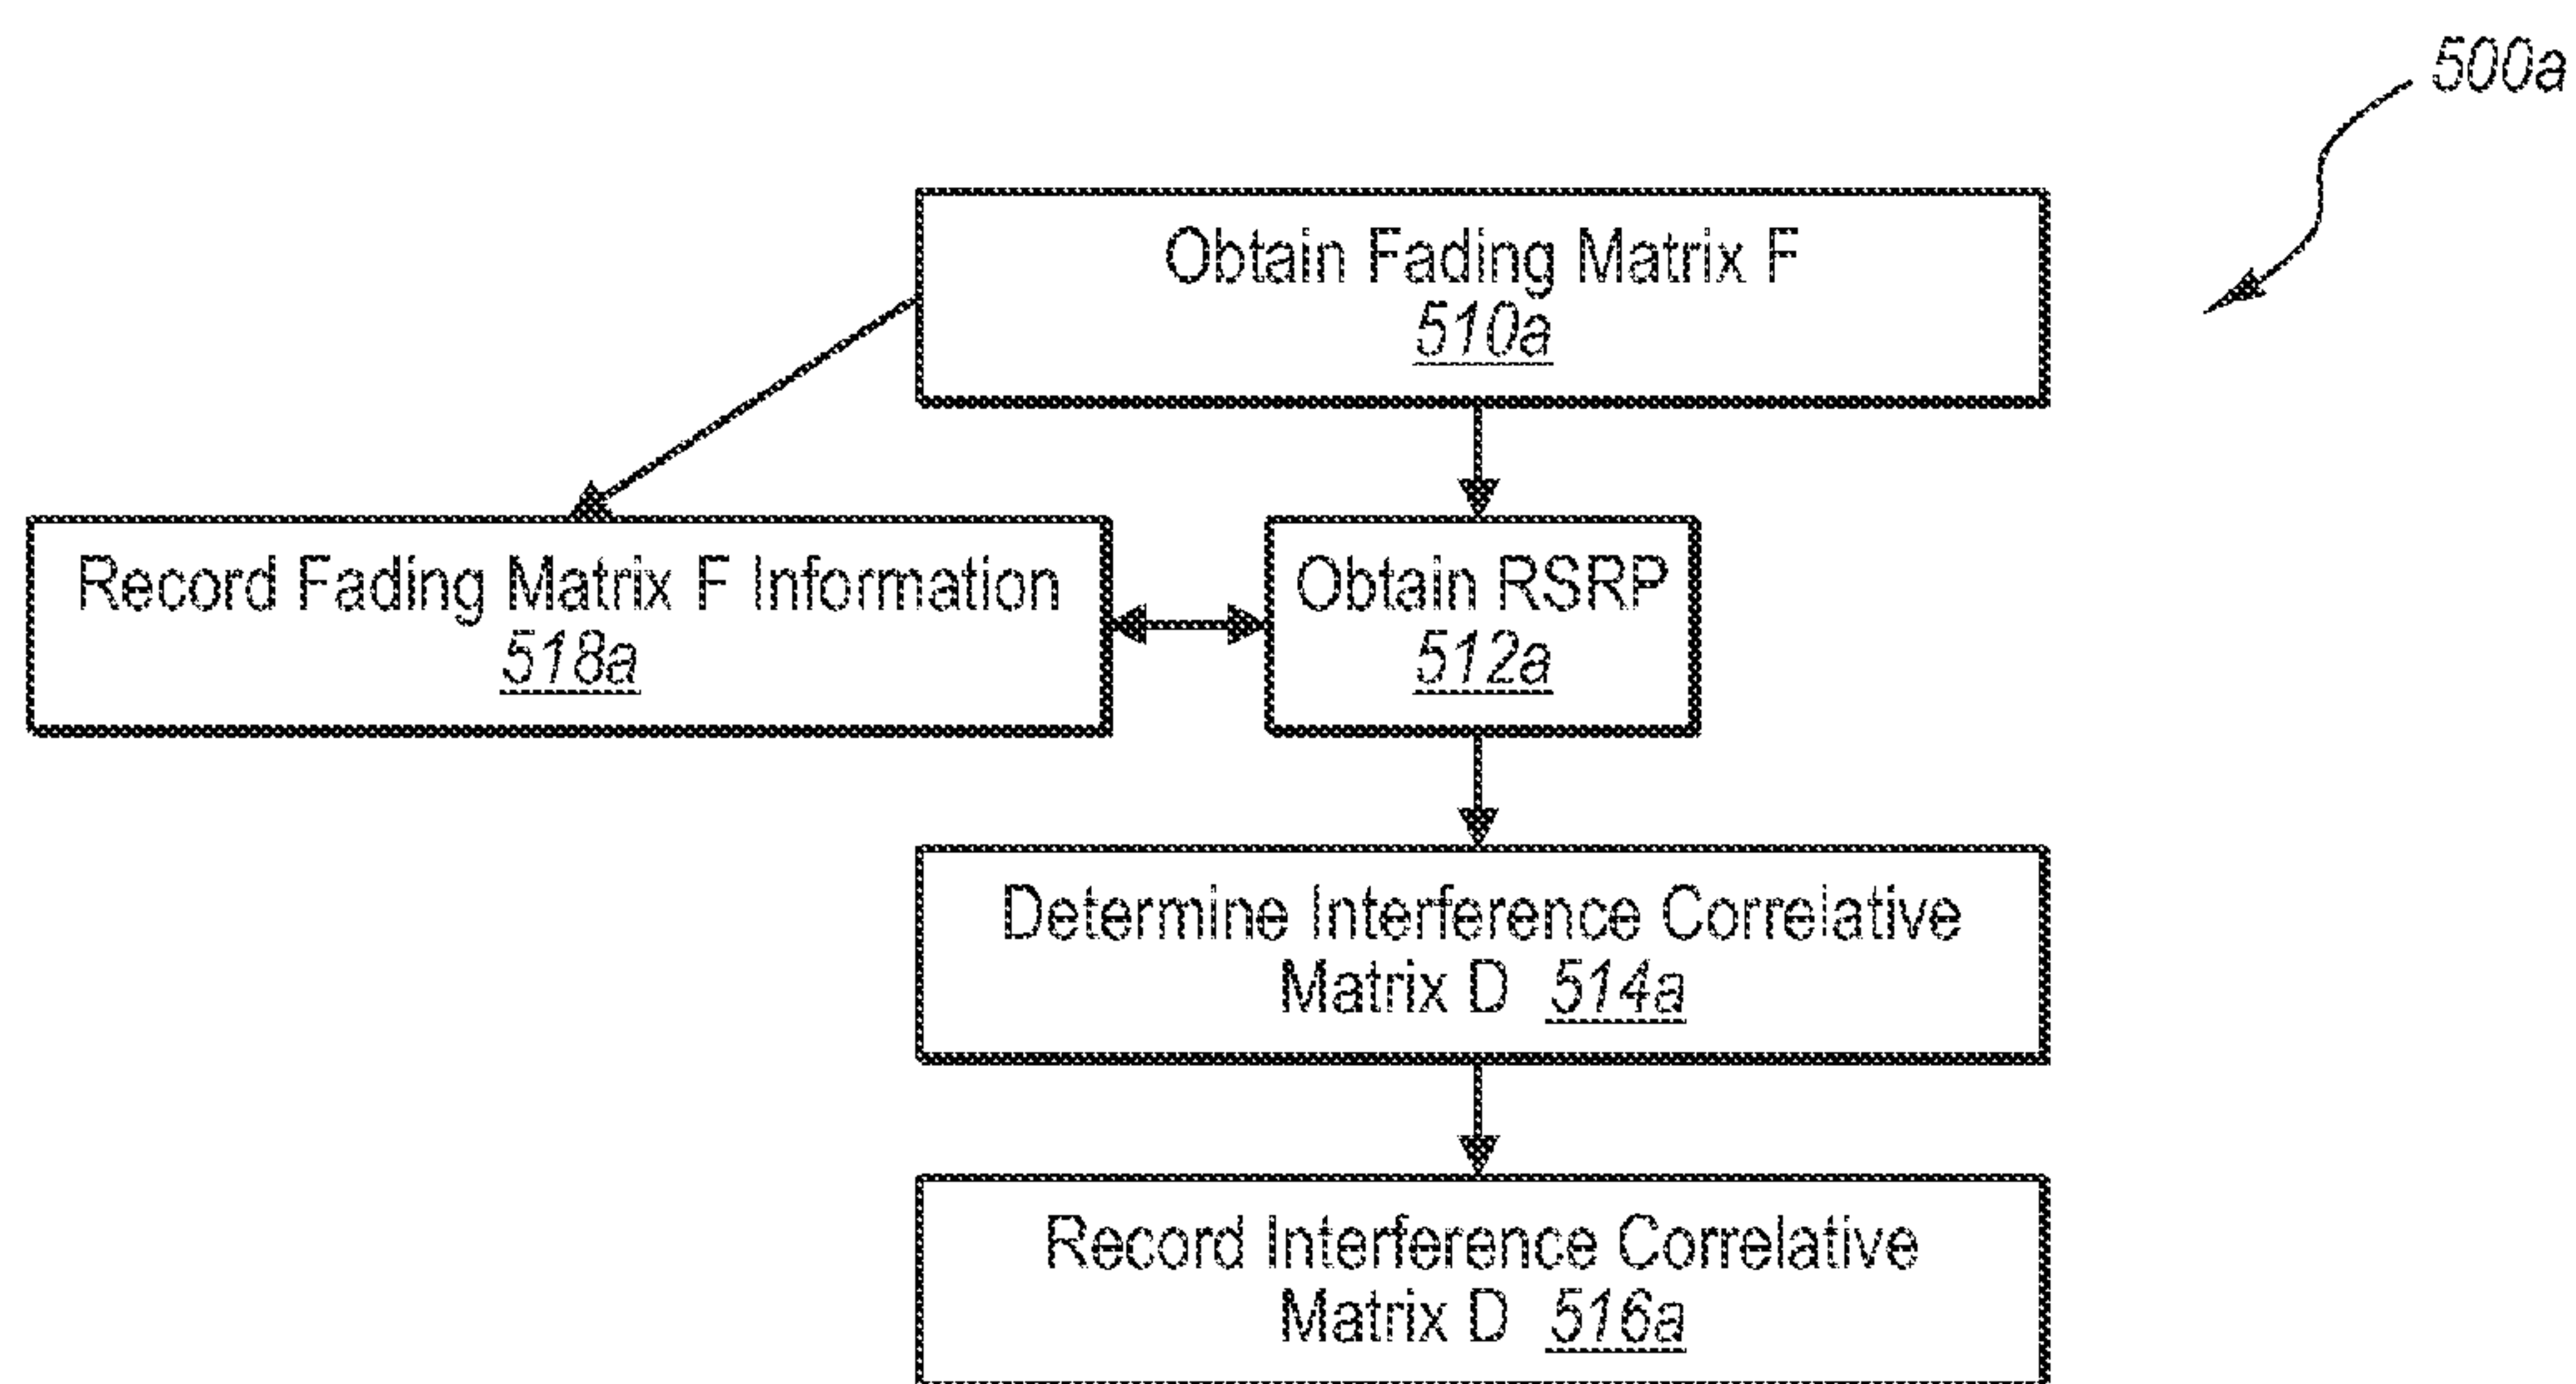 500a
Obtain Fading Matrix F
510a
Record Fading Matrix F Information
518a
Obtain RSRP
512a
Determine Interference Correlative
Matrix D 514a
Record Interference Correlative
Matrix D 516a